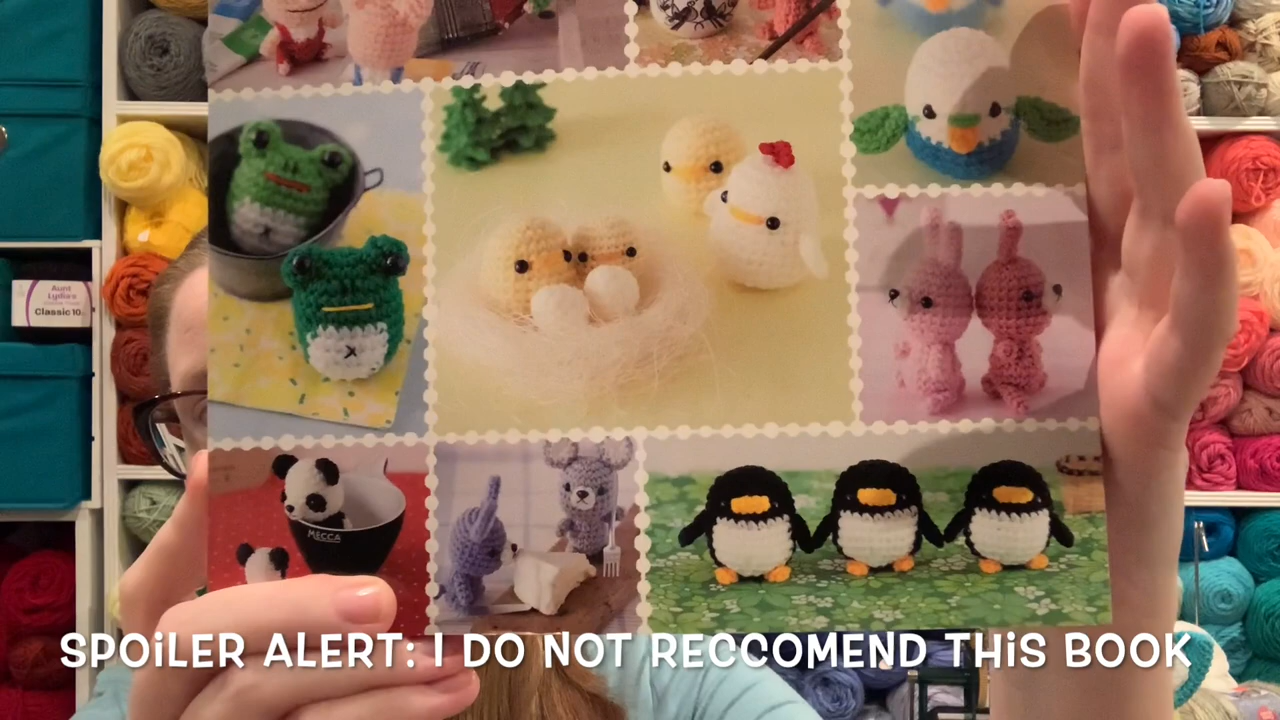 Aunt
Lydia's
Classic 10
MECCA
SPOILER ALERT: I DO NOT RECCOMEND THIS BOOK